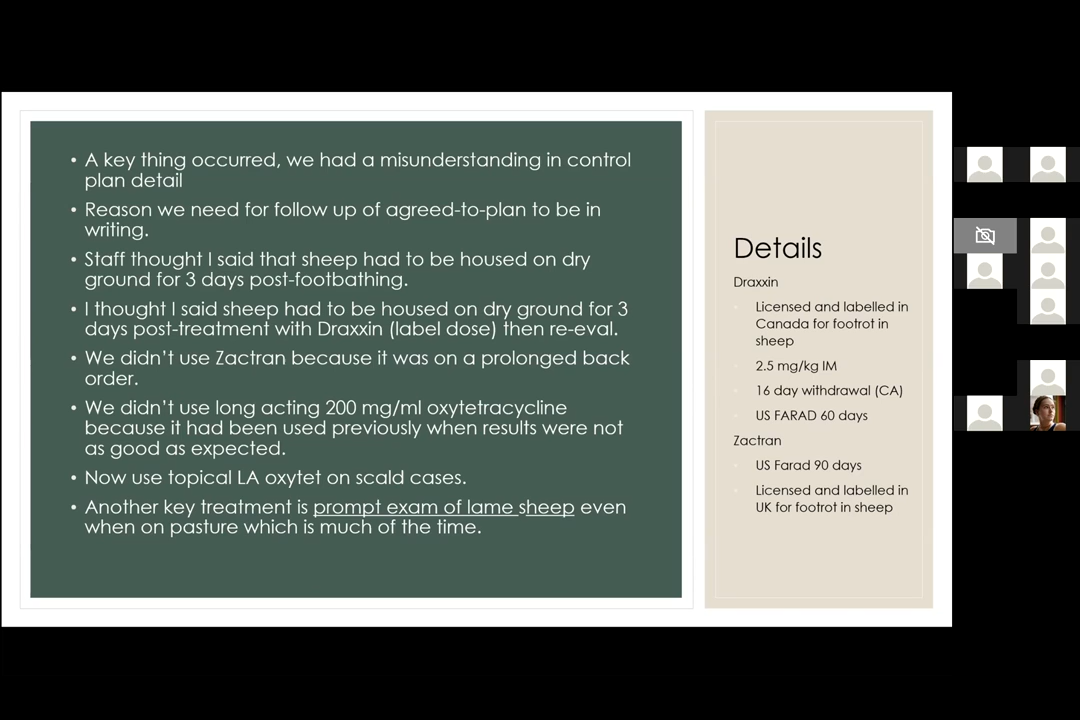 • A key thing occurred, we had a misunderstanding in control
plan detail
• Reason we need for follow up of agreed-to-plan to be in
writing.
• Staff thought I said that sheep had to be housed on dry
ground for 3 days post-footbathing.
• I thought I said sheep had to be housed on dry ground for 3
days post-treatment with Draxxin (label dose) then re-eval.
• We didn't use Zactran because it was on a prolonged back
order.
• We didn't use long acting 200 mg/ml oxytetracycline
because it had been used previously when results were not
as good as expected.
• Now use topical LA oxytet on scald cases.
• Another key treatment is prompt exam of lame sheep even
when on pasture which is much of the time.
Details
Draxxin
Licensed and labelled in
Canada for footrot in
sheep
2.5 mg/kg IM
16 day withdrawal (CA)
US FARAD 60 days
Zactran
US Farad 90 days
Licensed and labelled in
UK for footrot in sheep